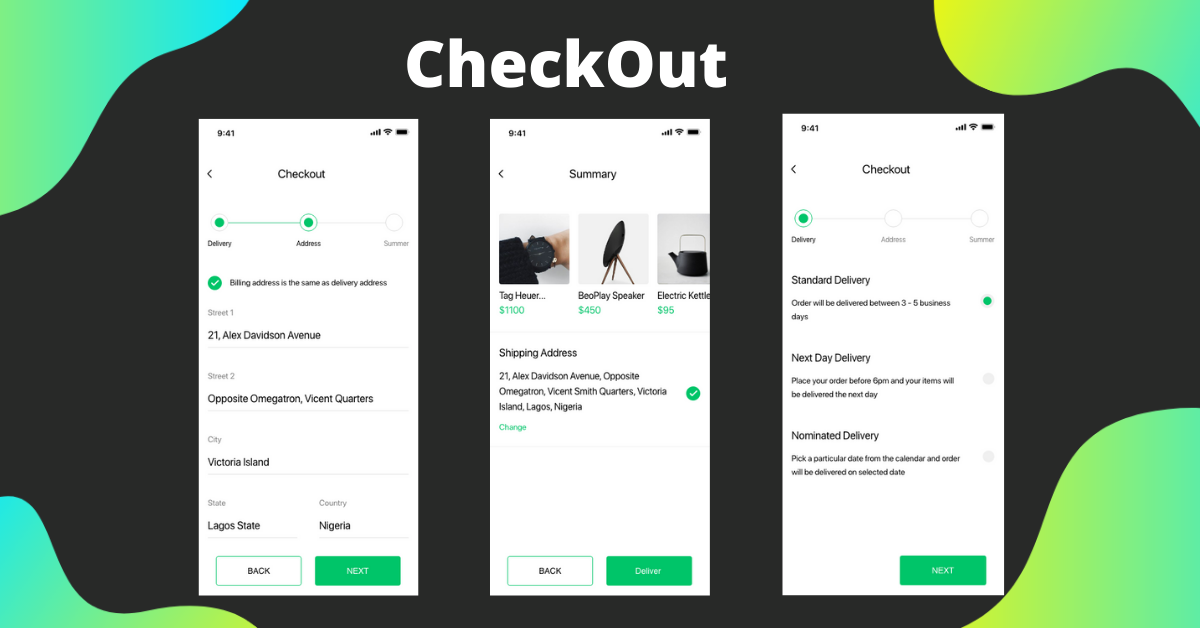 CheckOut
9:41
Checkout
Delivery Address Summer
Billing address is the same as delivery address
Street 1
21, Alex Davidson Avenue
Street 2
Opposite Omegatron, Vicent Quarters
City
Victoria Island
State Country
Lagos State Nigeria
BACK NEXT
9:41
Summary
Tag Heuer... BeoPlay Speaker Electric Kettle
$1100 $450 $95
Shipping Address
21, Alex Davidson Avenue, Opposite
Omegatron, Vicent Smith Quarters, Victoria
Island, Lagos, Nigeria
Change
BACK Deliver
9:41
Checkout
Delivery Address Summer
Standard Delivery
Order will be delivered between 3 - 5 business
days
Next Day Delivery
Place your order before 6pm and your items will
be delivered the next day
Nominated Delivery
Pick a particular date from the calendar and order
will be delivered on selected date
NEXT